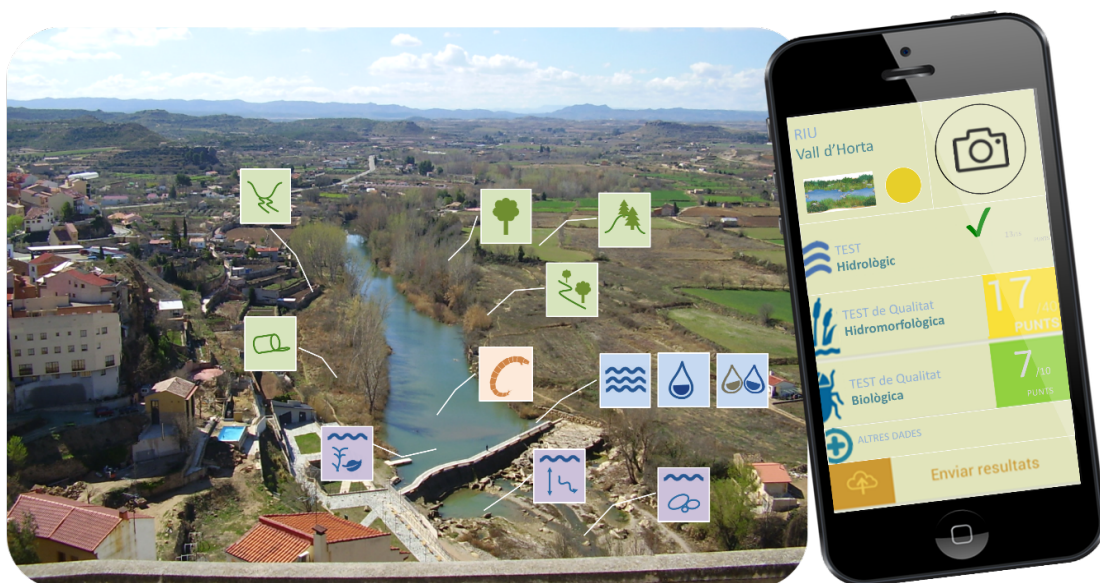 RIU
Vall d’Horta
TEST
Hidrològic
TEST de Qualitat
Hidromorfològica
17
PUNTS
TEST de Qualitat
Biològica
7/10
PUNTS
ALTRES DADES
Enviar resultats